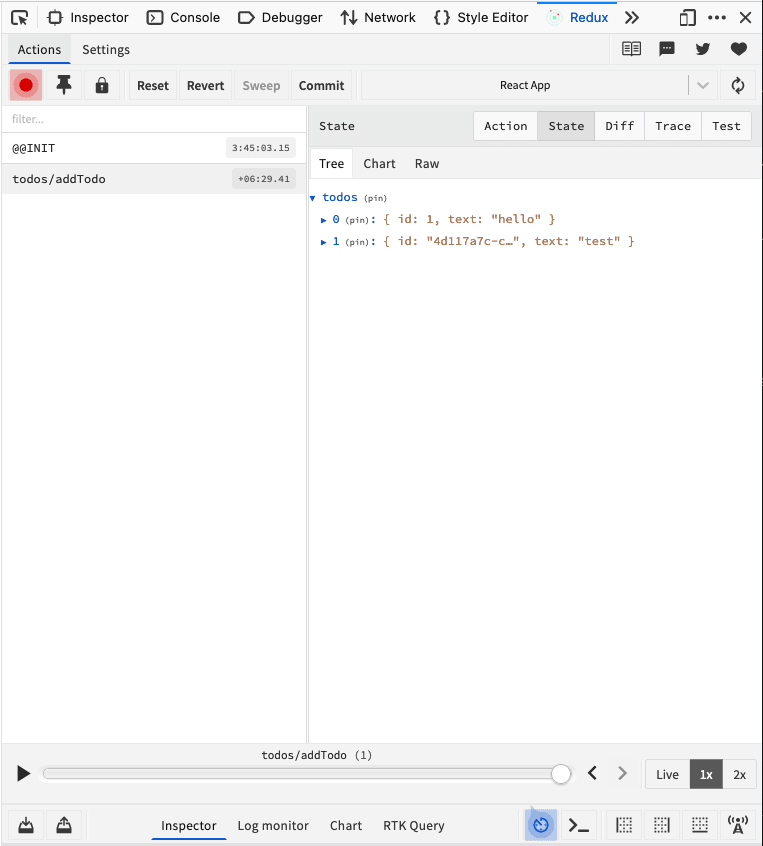 Inspector Console Debugger Network Style Editor Redux
Actions Settings
Reset Revert Sweep Commit React App
filter...
@@INIT 3:45:03.15
todos/addTodo +06:29.41
State Action State Diff Trace Test
Tree Chart Raw
todos (pin)
0 (pin): { id: 1, text: "hello" }
1 (pin): { id: "4d117a7c-c…", text: "test" }
todos/addTodo (1)
Live 1x 2x
Inspector Log monitor Chart RTK Query